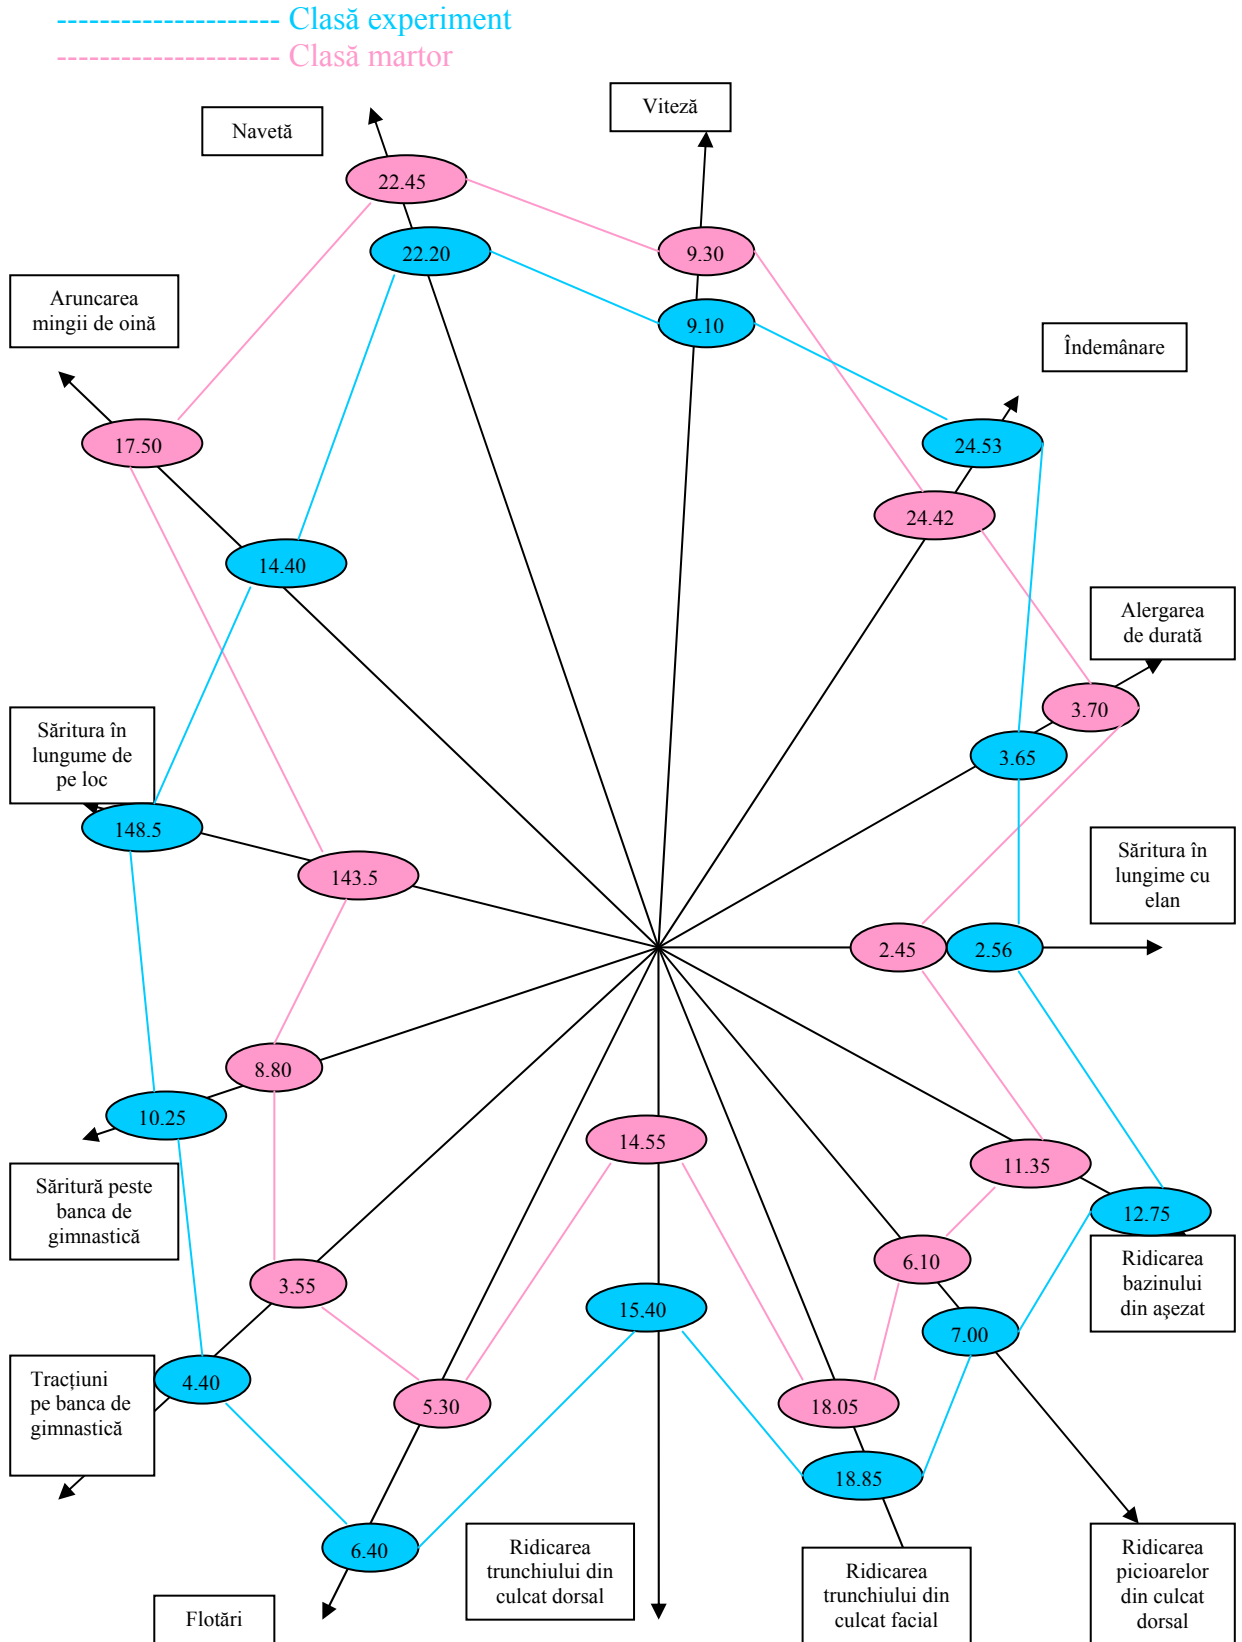 --------------------- Clasă experiment
--------------------- Clasă martor
Viteză
Navetă
22.45
22.20
9.30
9.10
Aruncarea
mingii de oină
Îndemânare
17.50
24.53
24.42
14.40
Alergarea
de durată
3.70
3.65
Săritura în
lungume de
pe loc
148.5
143.5
Săritura în
lungime cu
elan
2.45
2.56
8.80
10.25
14.55
11.35
12.75
Săritură peste
banca de
gimnastică
Ridicarea
bazinului
din aşezat
3.55
6.10
15.40
7.00
Tracţiuni
pe banca de
gimnastică
4.40
5.30
18.05
18.85
6.40
Ridicarea
trunchiului din
culcat dorsal
Ridicarea
trunchiului din
culcat facial
Ridicarea
picioarelor
din culcat
dorsal
Flotări